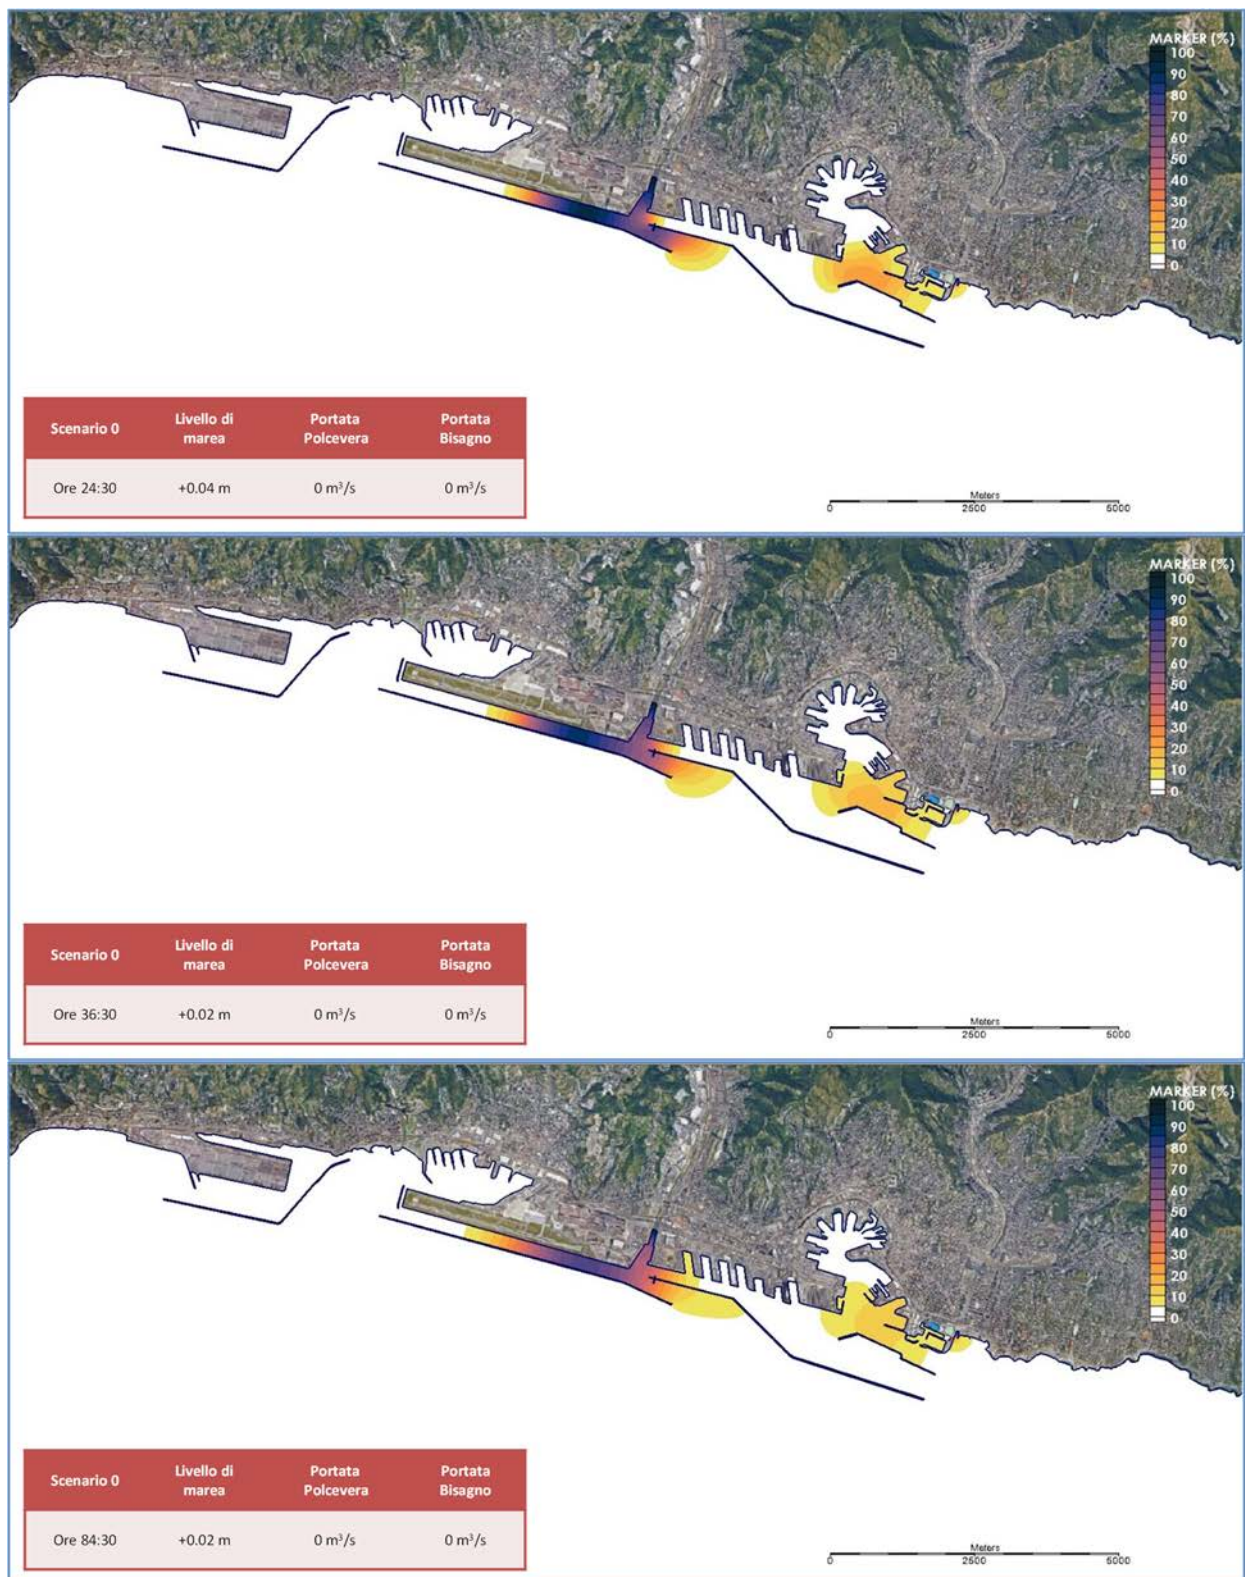 MARKER (%)
100
90
80
70
60
50
40
30
20
10
0
Scenario 0 Livello di marea Portata Polcevera Portata Bisagno
Ore 24:30 +0.04 m 0 m³/s 0 m³/s
Meters
0 2500 5000
MARKER (%)
100
90
80
70
60
50
40
30
20
10
0
Scenario 0 Livello di marea Portata Polcevera Portata Bisagno
Ore 36:30 +0.02 m 0 m³/s 0 m³/s
Meters
0 2500 5000
MARKER (%)
100
90
80
70
60
50
40
30
20
10
0
Scenario 0 Livello di marea Portata Polcevera Portata Bisagno
Ore 84:30 +0.02 m 0 m³/s 0 m³/s
Meters
0 2500 5000